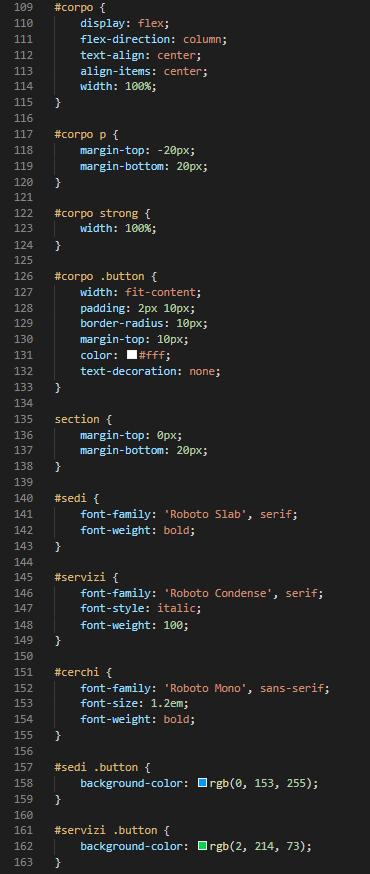 109 #corpo {
110 display: flex;
111 flex-direction: column;
112 text-align: center;
113 align-items: center;
114 width: 100%;
115 }
116
117 #corpo p {
118 margin-top: -20px;
119 margin-bottom: 20px;
120 }
121
122 #corpo strong {
123 width: 100%;
124 }
125
126 #corpo .button {
127 width: fit-content;
128 padding: 2px 10px;
129 border-radius: 10px;
130 margin-top: 10px;
131 color: #fff;
132 text-decoration: none;
133 }
134
135 section {
136 margin-top: 0px;
137 margin-bottom: 20px;
138 }
139
140 #sedi {
141 font-family: 'Roboto Slab', serif;
142 font-weight: bold;
143 }
144
145 #servizi {
146 font-family: 'Roboto Condense', serif;
147 font-style: italic;
148 font-weight: 100;
149 }
150
151 #cerchi {
152 font-family: 'Roboto Mono', sans-serif;
153 font-size: 1.2em;
154 font-weight: bold;
155 }
156
157 #sedi .button {
158 background-color: rgb(0, 153, 255);
159 }
160
161 #servizi .button {
162 background-color: rgb(2, 214, 73);
163 }